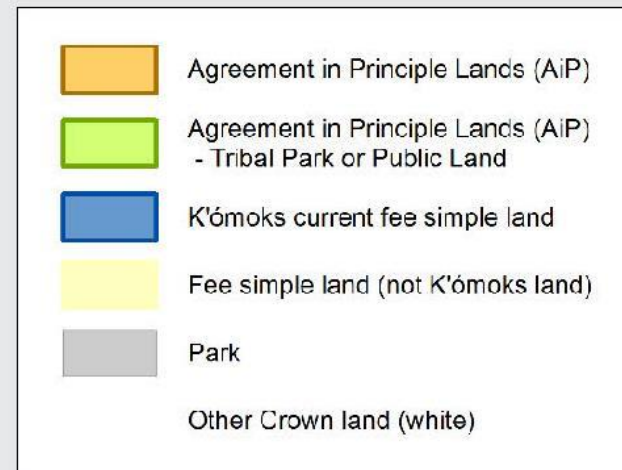 Agreement in Principle Lands (AiP)
Agreement in Principle Lands (AiP)
- Tribal Park or Public Land
K'ómoks current fee simple land
Fee simple land (not K'ómoks land)
Park
Other Crown land (white)